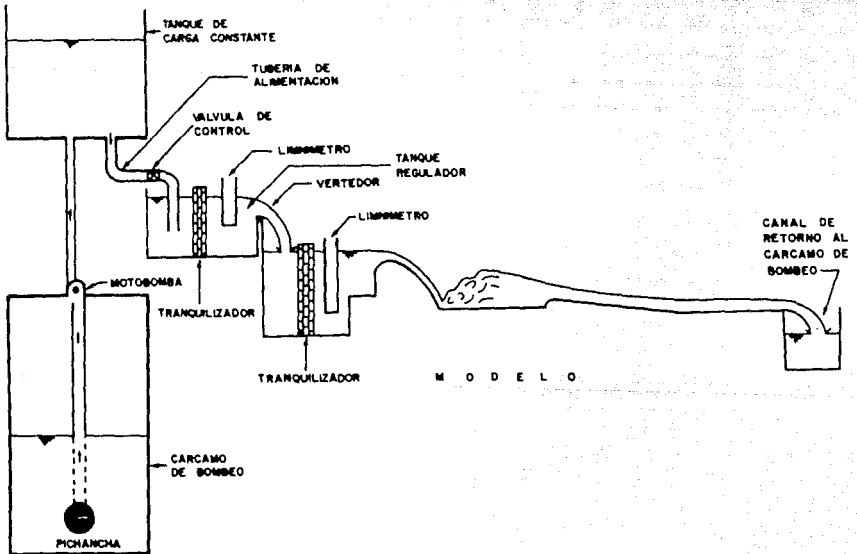 TANQUE DE
CARGA CONSTANTE
TUBERIA DE
ALIMENTACION
VALVULA DE
CONTROL
LIMNIMETRO
TANQUE
REGULADOR
VERTEDOR
LIMNIMETRO
CANAL DE
RETORNO AL
CARCAMO DE
BOMBEO
MOTOBOMBA
TRANQUILIZADOR
TRANQUILIZADOR
MODELO
CARCAMO
DE BOMBEO
PICHANCHA